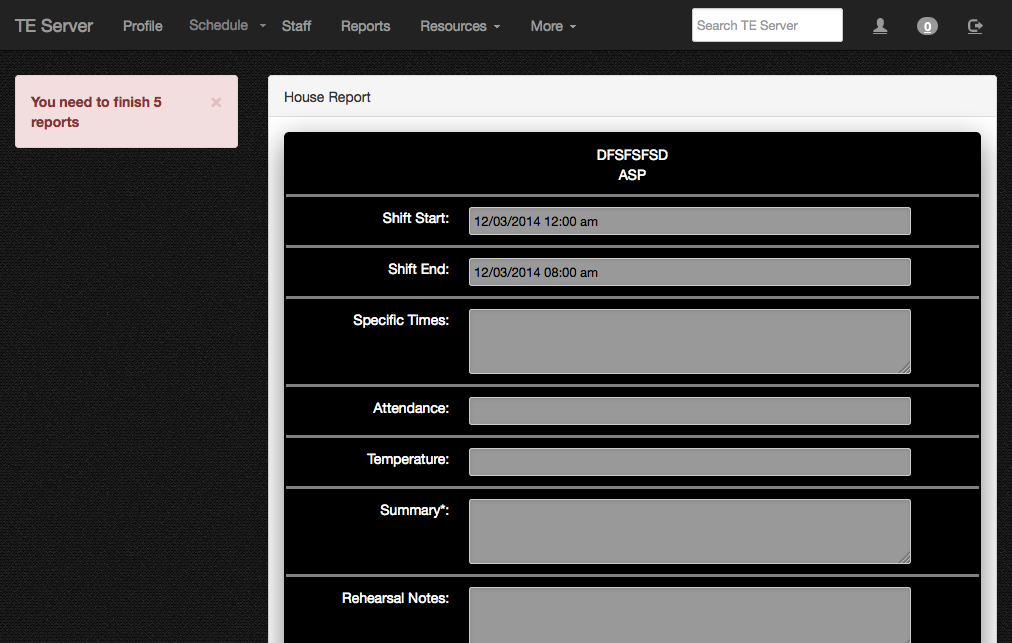 TE Server Profile Schedule Staff Reports Resources More Search TE Server 0
You need to finish 5
reports
×
House Report
DFSFSFSD
ASP
Shift Start: 12/03/2014 12:00 am
Shift End: 12/03/2014 08:00 am
Specific Times:
Attendance:
Temperature:
Summary*:
Rehearsal Notes: